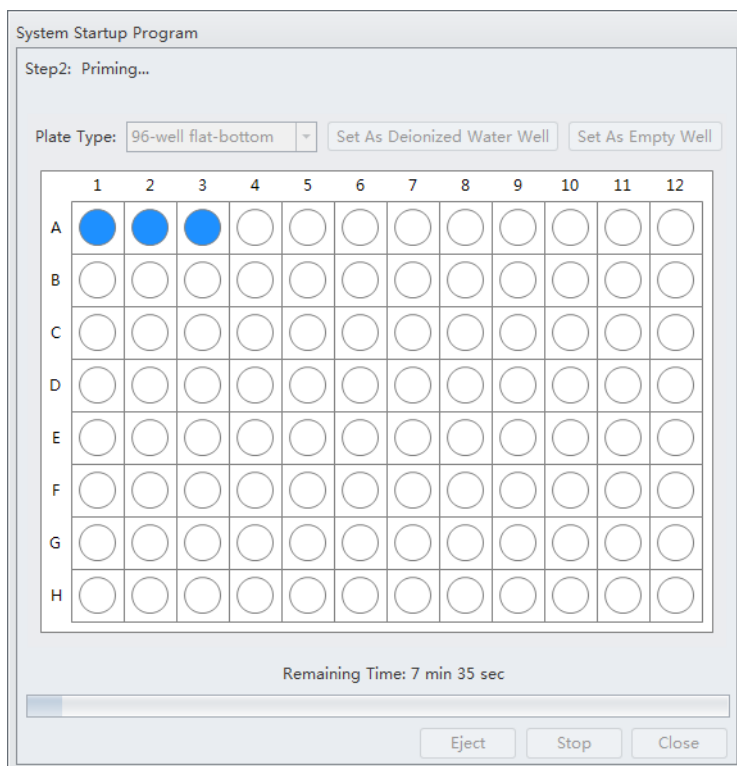 System Startup Program
Step2: Priming...
Plate Type: 96-well flat-bottom Set As Deionized Water Well Set As Empty Well
1 2 3 4 5 6 7 8 9 10 11 12
A
B
C
D
E
F
G
H
Remaining Time: 7 min 35 sec
Eject Stop Close